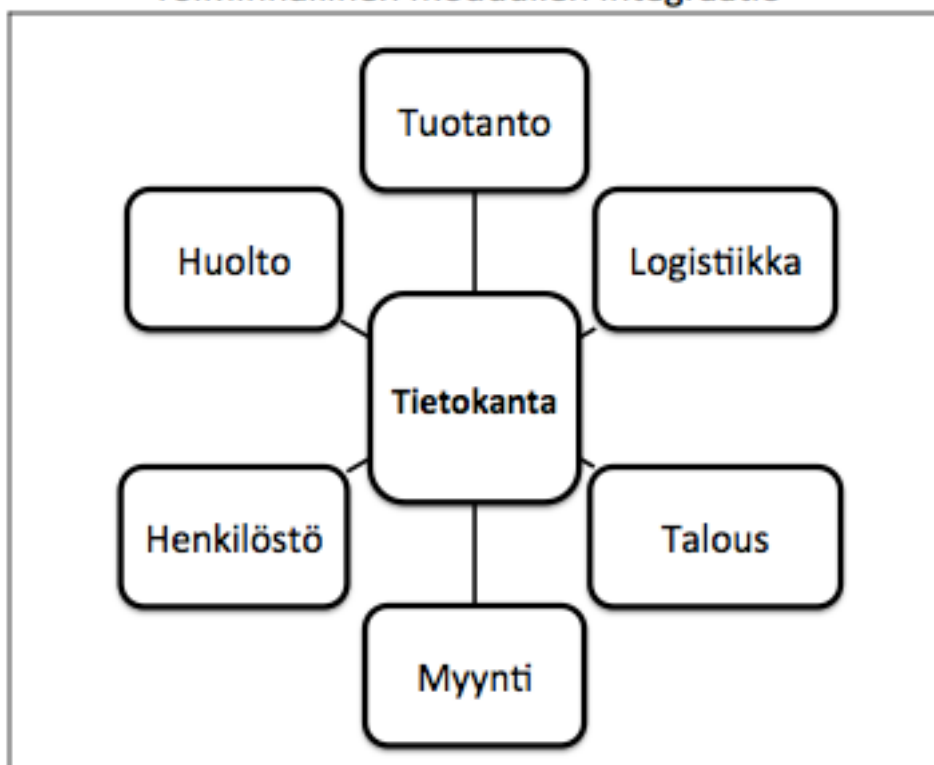 Tuotanto
Huolto
Logistiikka
Tietokanta
Henkilöstö
Talous
Myynti